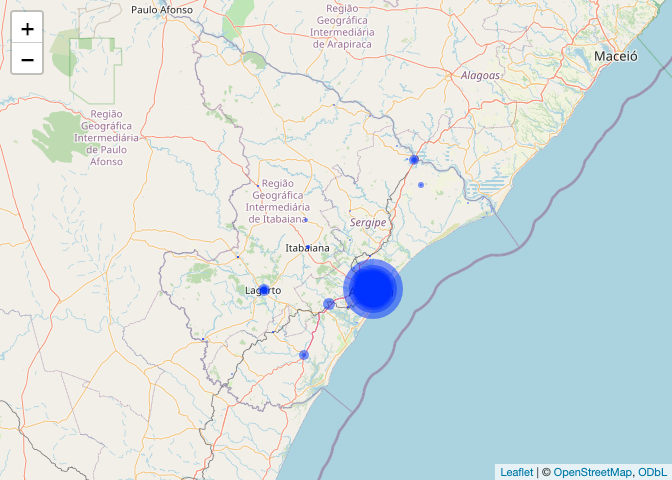 +
−
Paulo Afonso
Região
Geográfica
Intermediária
de Arapiraca
Maceió
Alagoas
Região
Geográfica
Intermediária
de Paulo
Afonso
Região
Geográfica
Intermediária
de Itabaiana
Sergipe
Itabaiana
Lagarto
Leaflet | © OpenStreetMap, ODbL